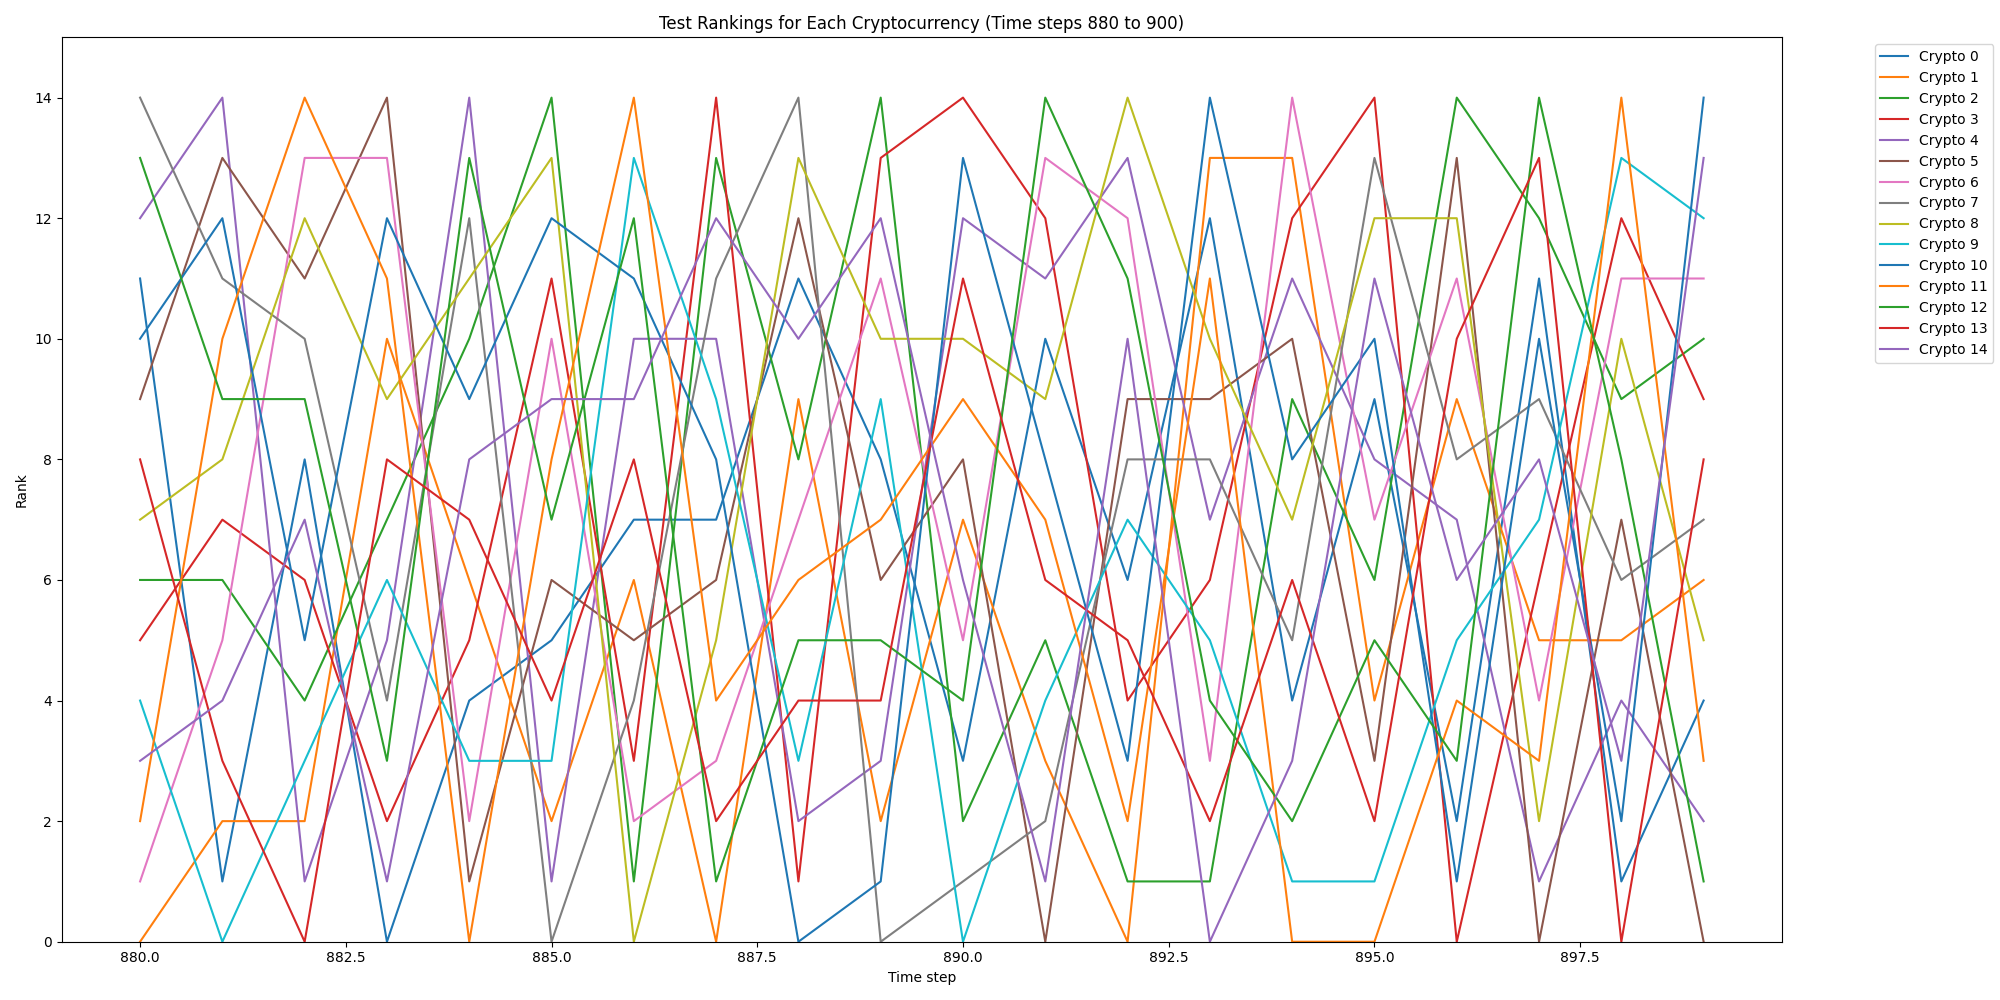 Test Rankings for Each Cryptocurrency (Time steps 880 to 900)
Rank
14
12
10
8
6
4
2
0
880.0 882.5 885.0 887.5 890.0 892.5 895.0 897.5
Time step
Crypto 0
Crypto 1
Crypto 2
Crypto 3
Crypto 4
Crypto 5
Crypto 6
Crypto 7
Crypto 8
Crypto 9
Crypto 10
Crypto 11
Crypto 12
Crypto 13
Crypto 14